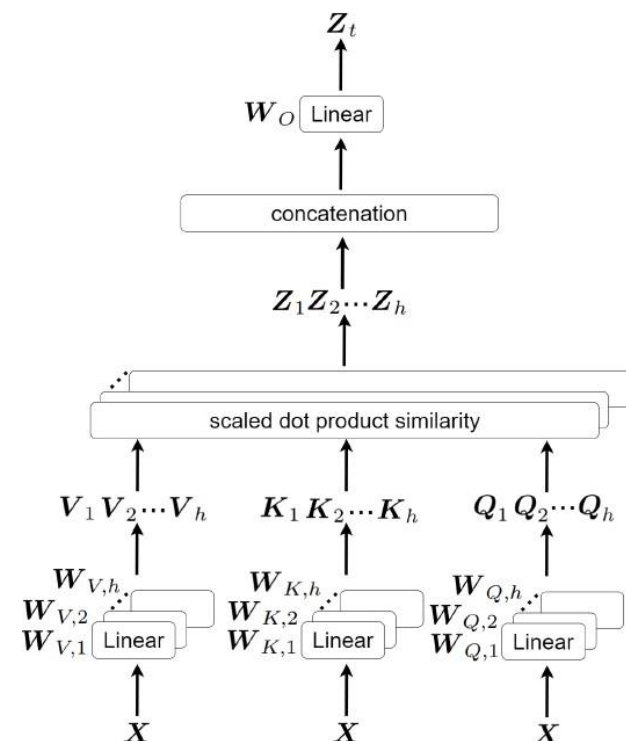 Z_t
W_O Linear
concatenation
Z_1 Z_2 ⋯ Z_h
scaled dot product similarity
V_1 V_2 ⋯ V_h K_1 K_2 ⋯ K_h Q_1 Q_2 ⋯ Q_h
W_{V,h} W_{K,h} W_{Q,h}
W_{V,2} W_{K,2} W_{Q,2}
W_{V,1} Linear W_{K,1} Linear W_{Q,1} Linear
X X X